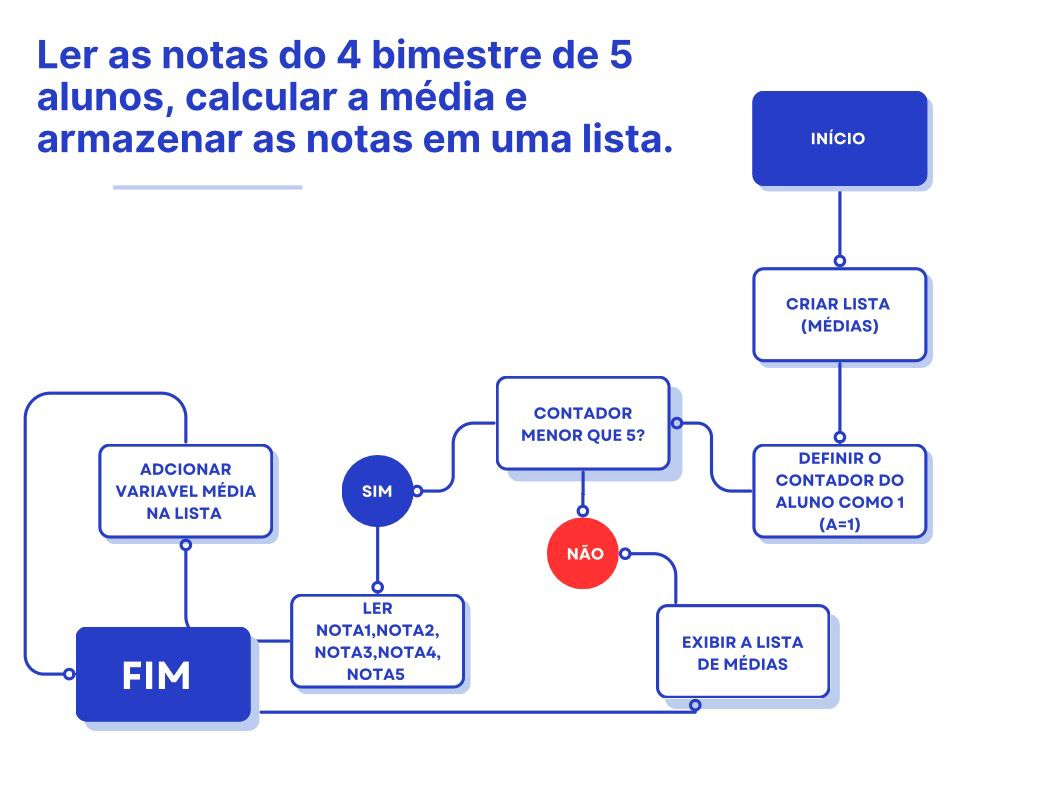 Ler as notas do 4 bimestre de 5
alunos, calcular a média e
armazenar as notas em uma lista.
INÍCIO
CRIAR LISTA
(MÉDIAS)
DEFINIR O
CONTADOR DO
ALUNO COMO 1
(A=1)
CONTADOR
MENOR QUE 5?
SIM
NÃO
LER
NOTA1,NOTA2,
NOTA3,NOTA4,
NOTA5
ADCIONAR
VARIAVEL MÉDIA
NA LISTA
EXIBIR A LISTA
DE MÉDIAS
FIM